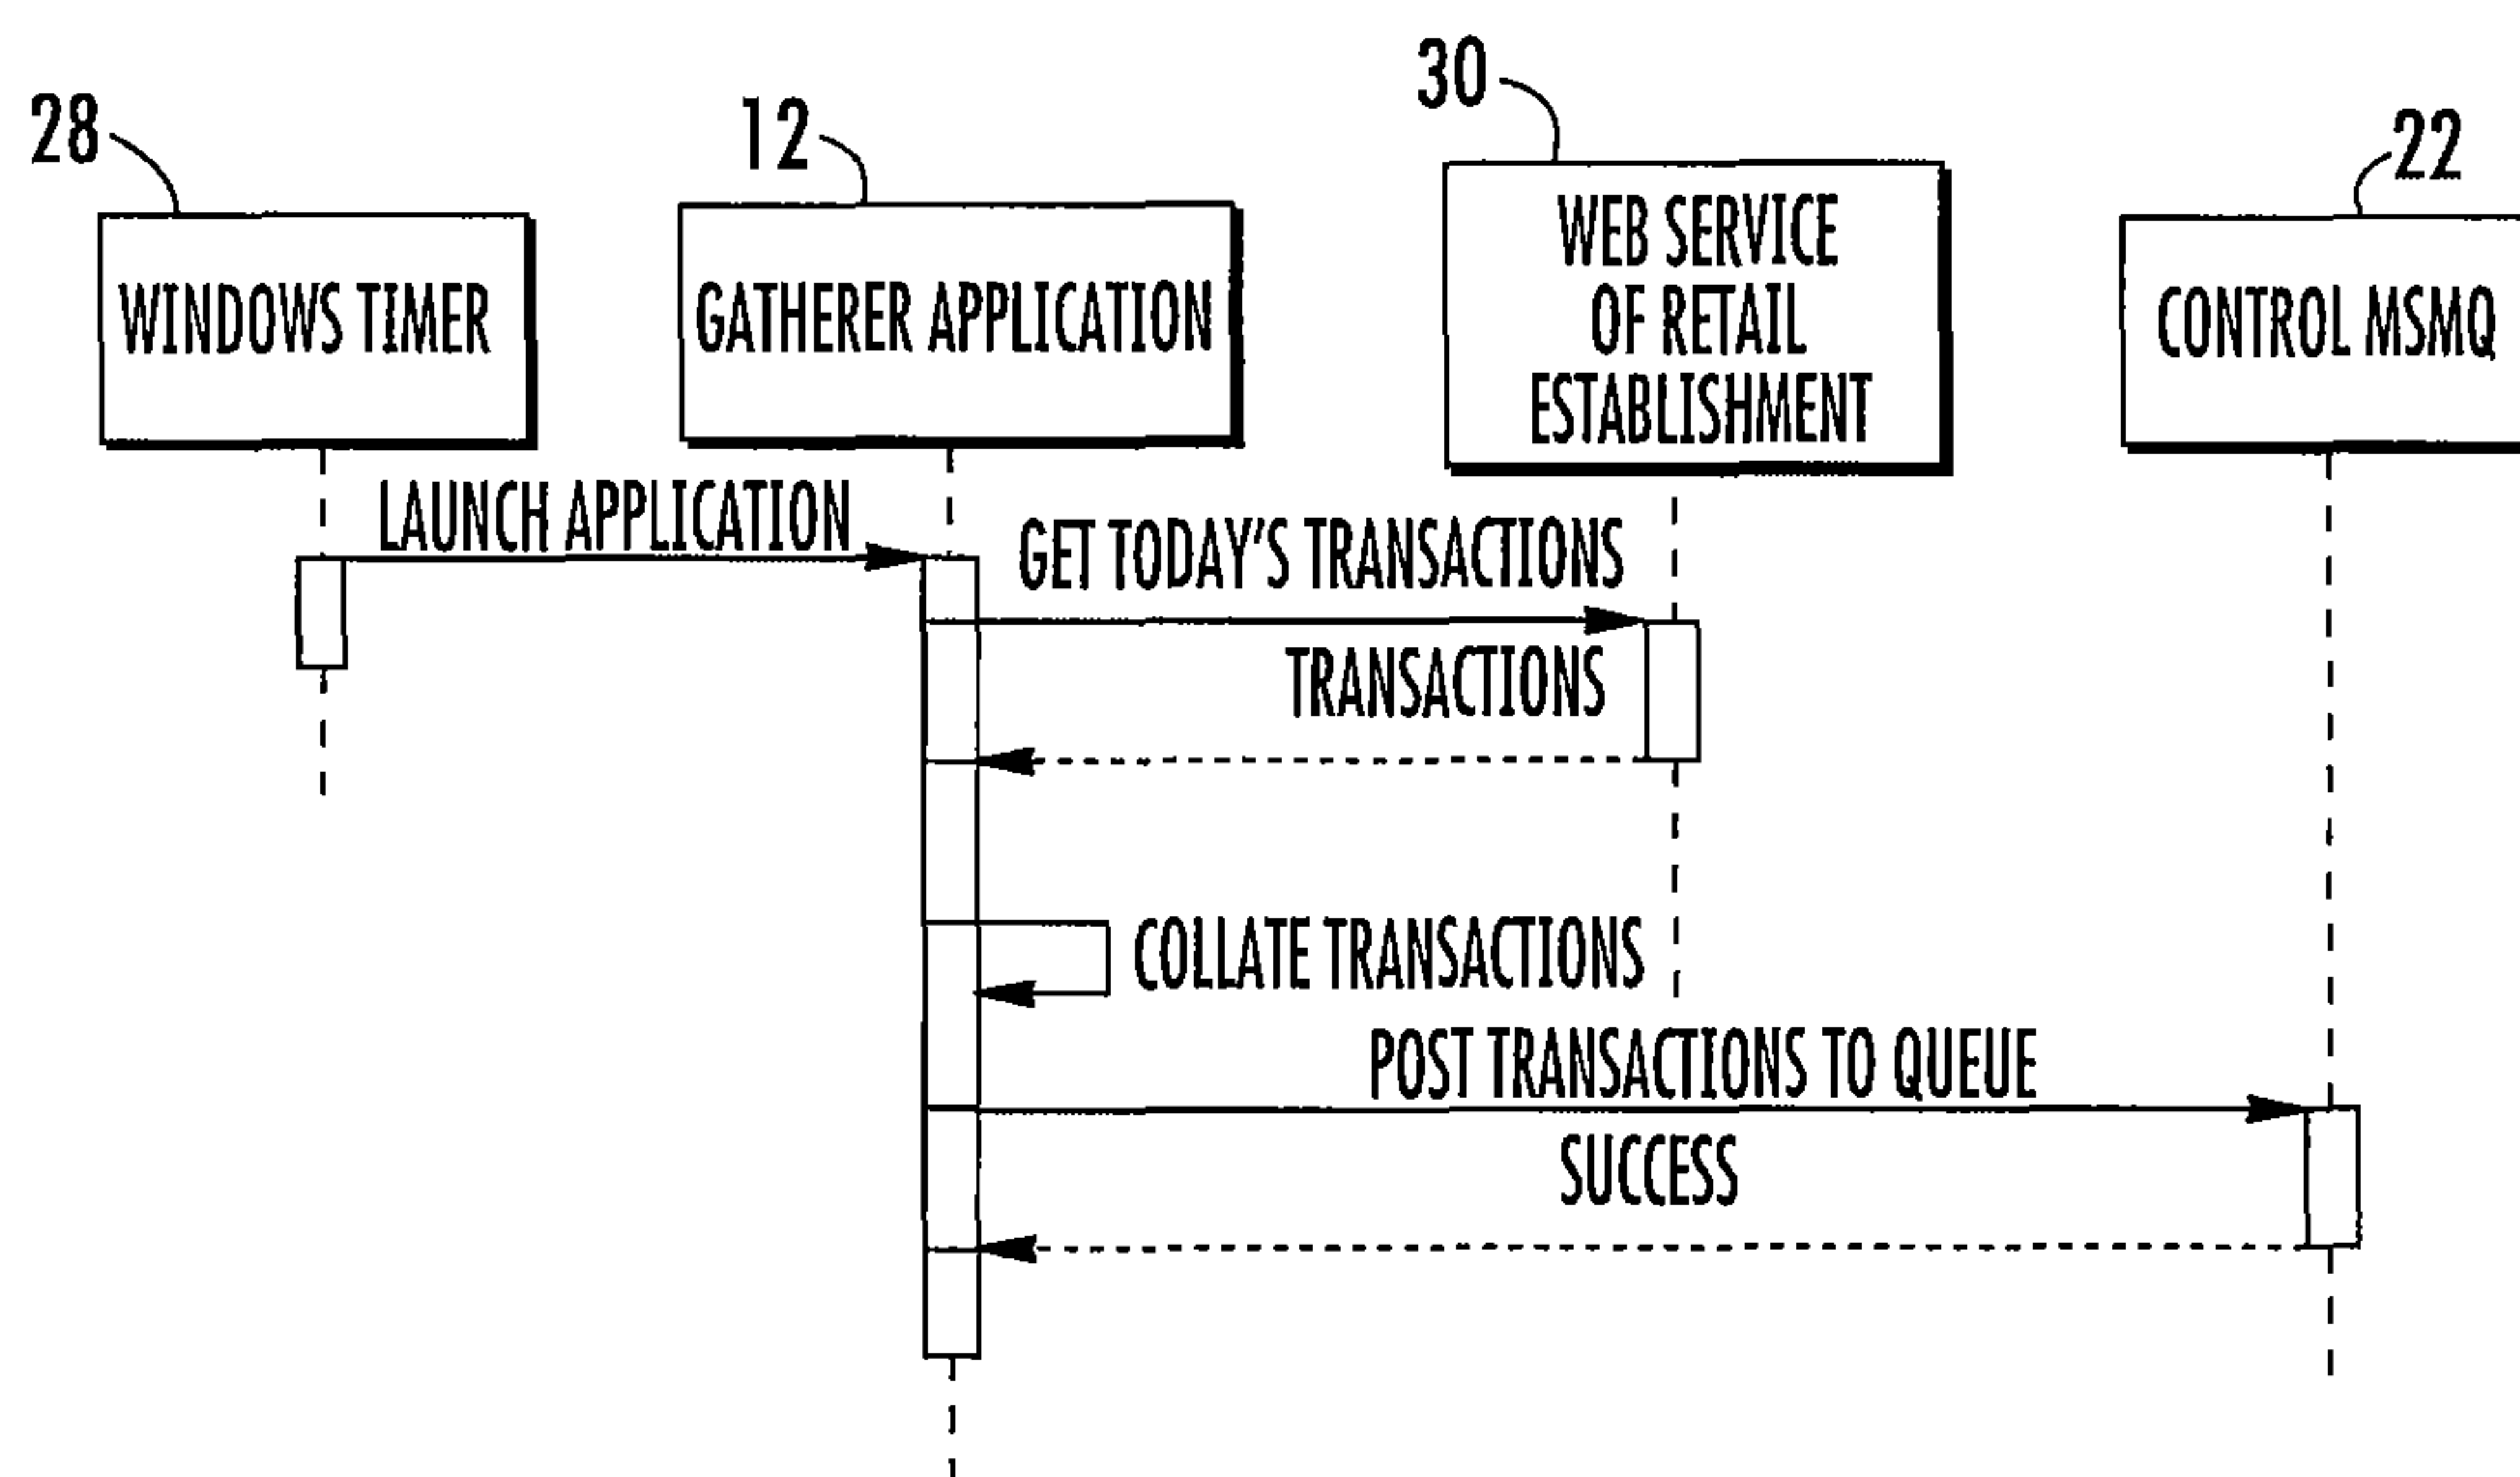 28
12
30
22
WINDOWS TIMER
GATHERER APPLICATION
WEB SERVICE
OF RETAIL
ESTABLISHMENT
CONTROL MSMQ
LAUNCH APPLICATION
GET TODAY'S TRANSACTIONS
TRANSACTIONS
COLLATE TRANSACTIONS
POST TRANSACTIONS TO QUEUE
SUCCESS